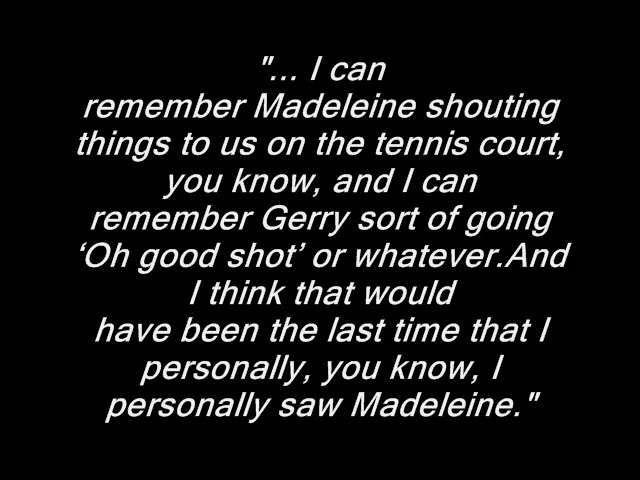 "... I can
remember Madeleine shouting
things to us on the tennis court,
you know, and I can
remember Gerry sort of going
‘Oh good shot’ or whatever.And
I think that would
have been the last time that I
personally, you know, I
personally saw Madeleine."